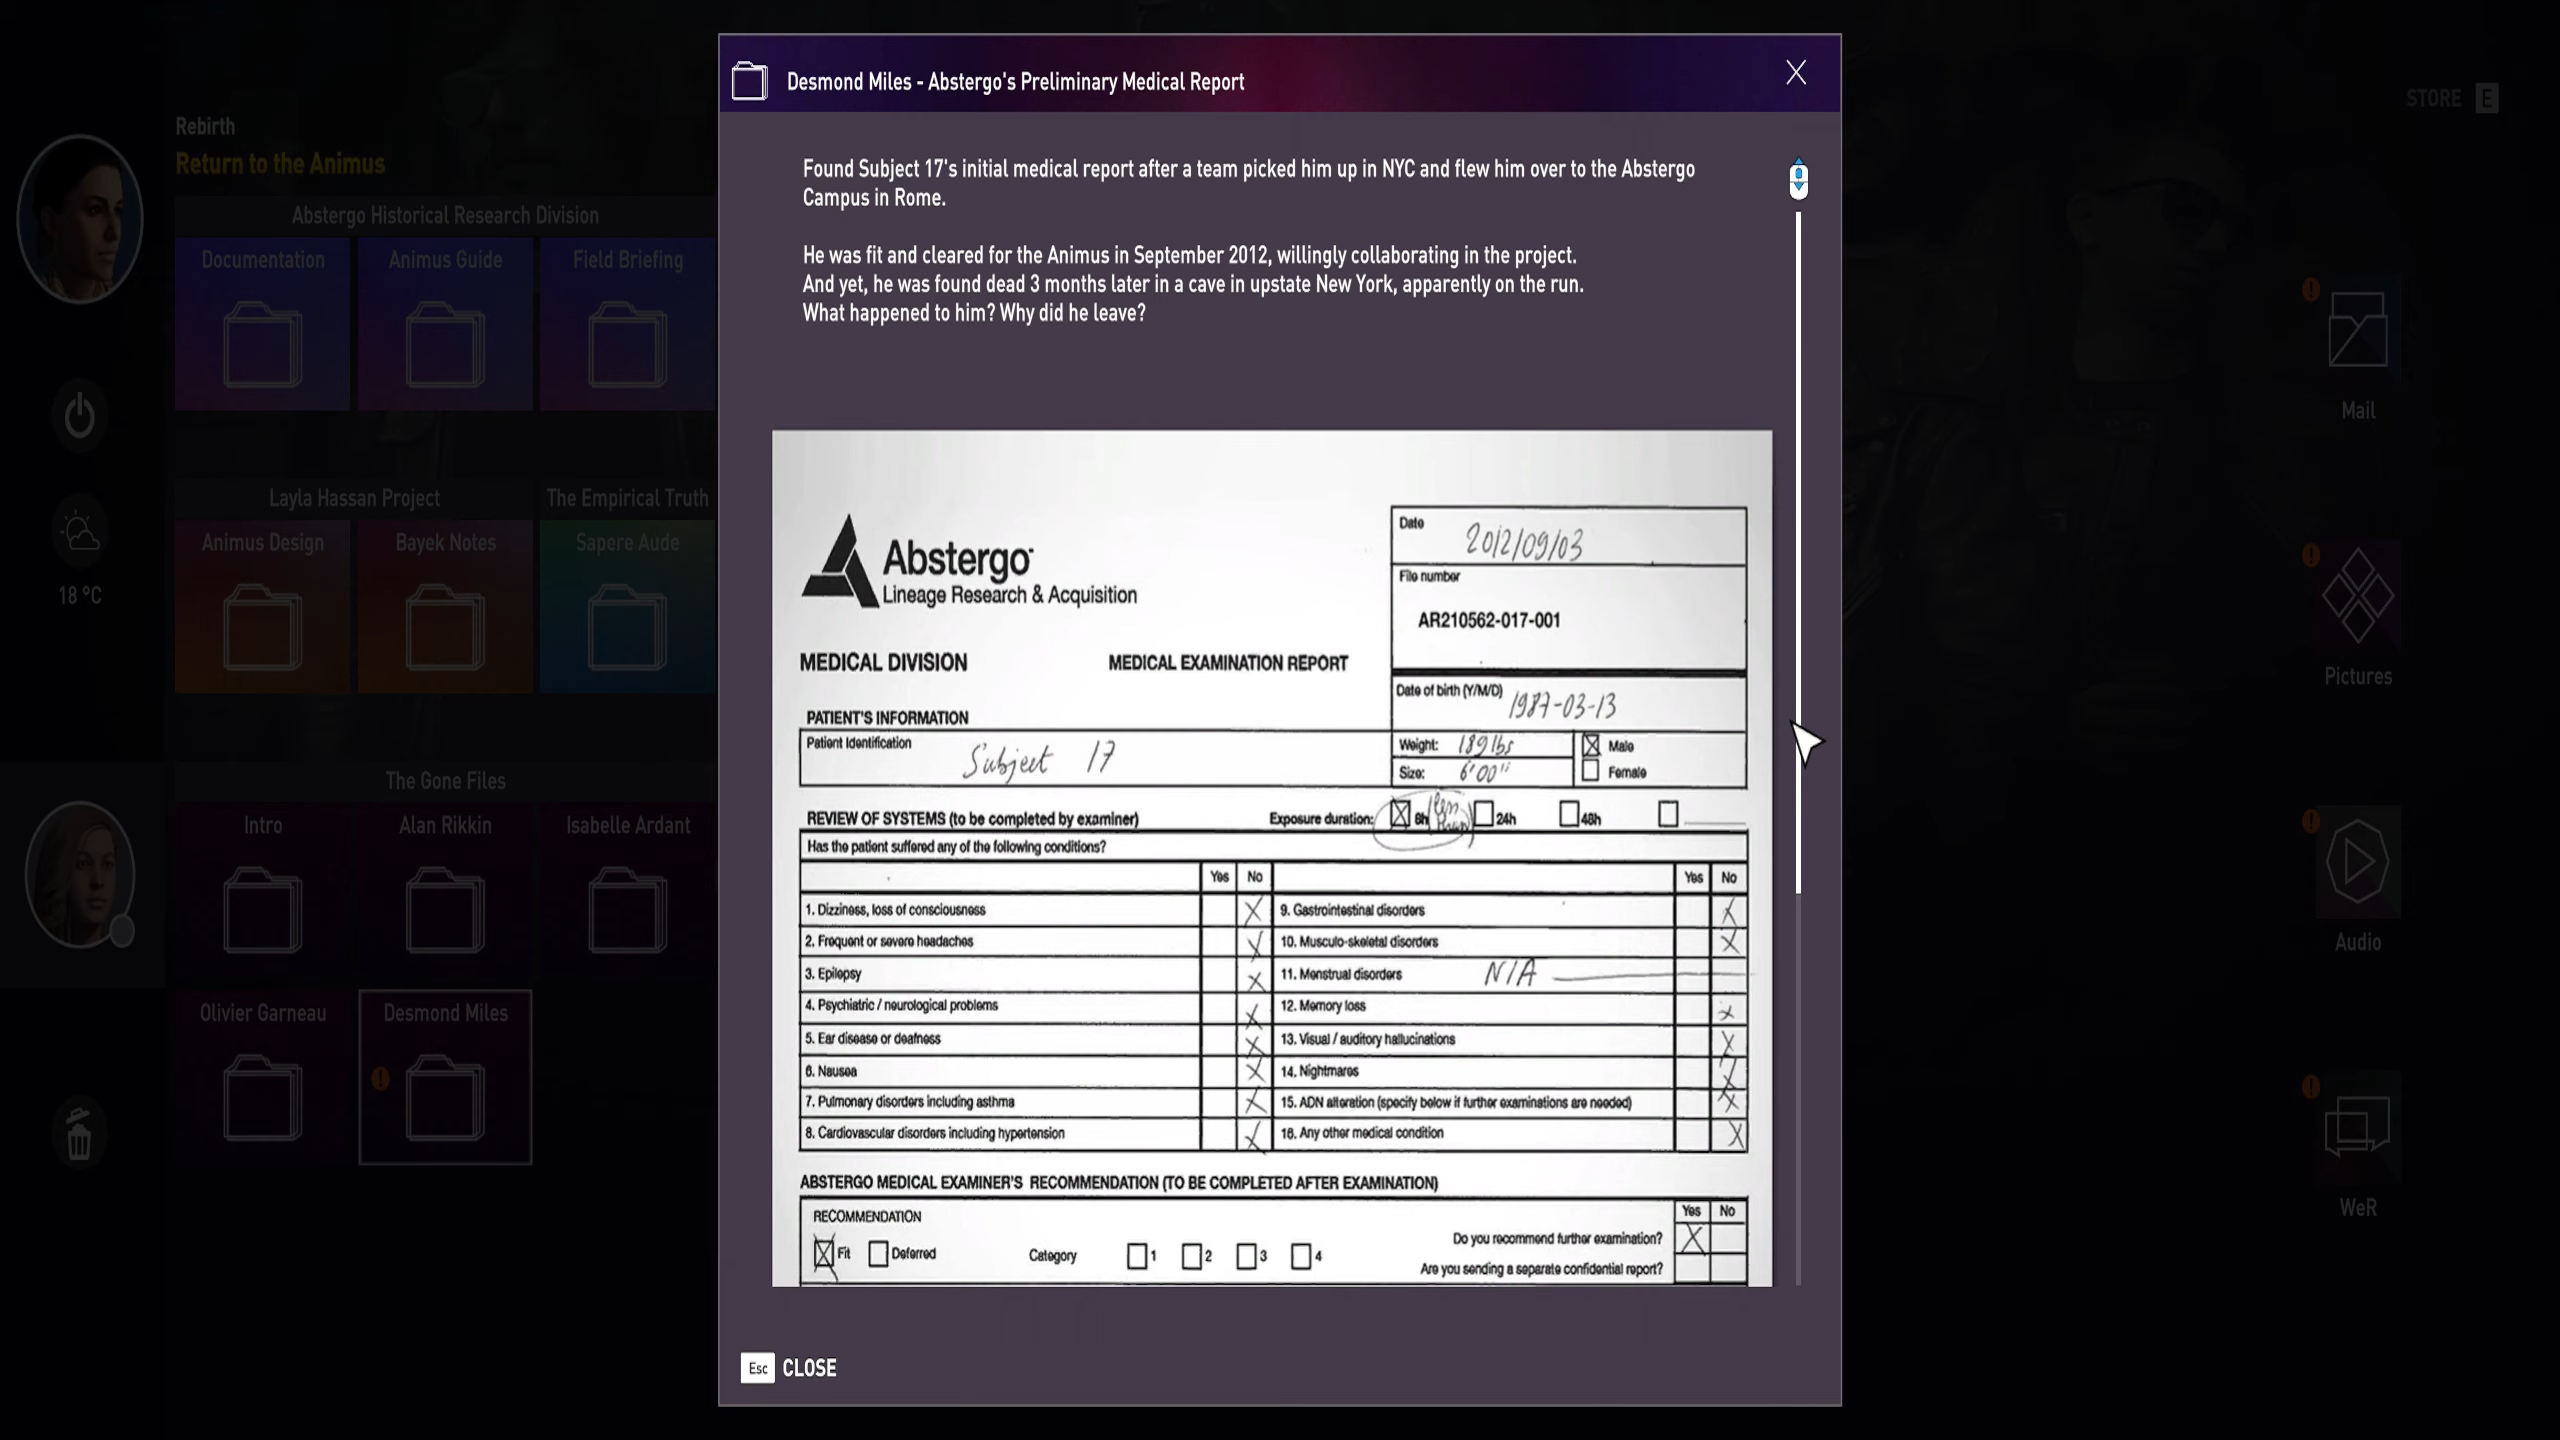 Desmond Miles - Abstergo's Preliminary Medical Report
STORE E
Rebirth
Return to the Animus
Abstergo Historical Research Division
Documentation
Animus Guide
Field Briefing
18 °C
Layla Hassan Project
The Empirical Truth
Animus Design
Bayek Notes
Sapere Aude
The Gone Files
Intro
Alan Rikkin
Isabelle Ardant
Olivier Garneau
Desmond Miles
Found Subject 17's initial medical report after a team picked him up in NYC and flew him over to the Abstergo
Campus in Rome.
He was fit and cleared for the Animus in September 2012, willingly collaborating in the project.
And yet, he was found dead 3 months later in a cave in upstate New York, apparently on the run.
What happened to him? Why did he leave?
Abstergo
Lineage Research & Acquisition
Date 2012/09/03
File number
AR210562-017-001
MEDICAL DIVISION MEDICAL EXAMINATION REPORT
Date of birth (Y/M/D) 1987-03-13
PATIENT'S INFORMATION
Patient Identification Subject 17
Weight: 189 lbs Male
Size: 6'00" Female
REVIEW OF SYSTEMS (to be completed by examiner) Exposure duration: 8h 24h 48h
Has the patient suffered any of the following conditions?
Yes No Yes No
1. Dizziness, loss of consciousness 9. Gastrointestinal disorders
2. Frequent or severe headaches 10. Musculo-skeletal disorders
3. Epilepsy 11. Menstrual disorders N/A
4. Psychiatric / neurological problems 12. Memory loss
5. Ear disease or deafness 13. Visual / auditory hallucinations
6. Nausea 14. Nightmares
7. Pulmonary disorders including asthma 15. ADN alteration (specify below if further examinations are needed)
8. Cardiovascular disorders including hypertension 16. Any other medical condition
ABSTERGO MEDICAL EXAMINER'S RECOMMENDATION (TO BE COMPLETED AFTER EXAMINATION)
RECOMMENDATION Yes No
Fit Deferred Category 1 2 3 4 Do you recommend further examination?
Are you sending a separate confidential report?
Esc CLOSE
Mail
Pictures
Audio
WeR